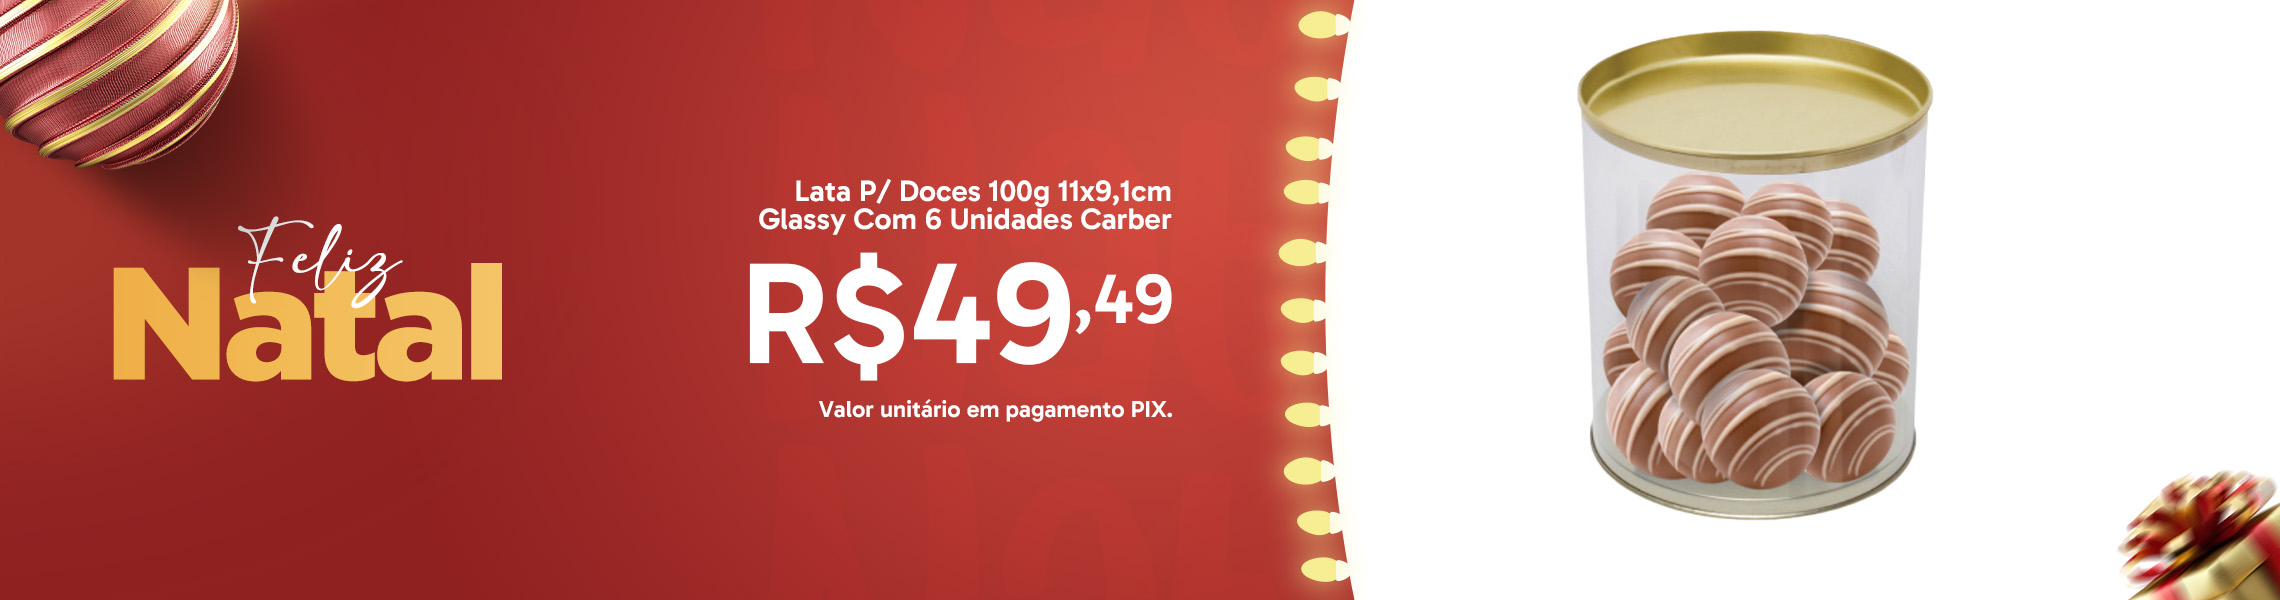 Feliz
Natal
Lata P/ Doces 100g 11x9,1cm
Glassy Com 6 Unidades Carber
R$49,49
Valor unitário em pagamento PIX.